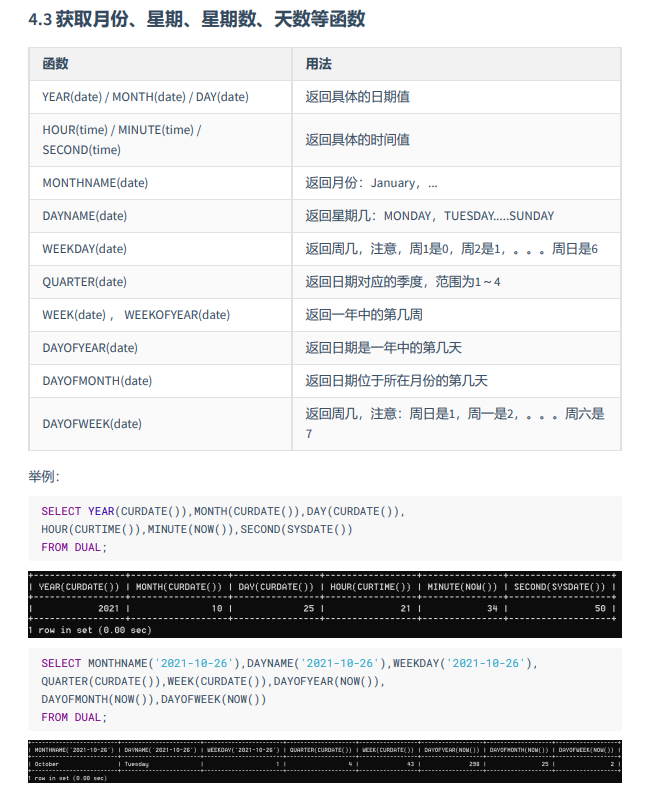 4.3 获取月份、星期、星期数、天数等函数
函数 用法
YEAR(date) / MONTH(date) / DAY(date) 返回具体的日期值
HOUR(time) / MINUTE(time) /
SECOND(time) 返回具体的时间值
MONTHNAME(date) 返回月份：January，...
DAYNAME(date) 返回星期几：MONDAY，TUESDAY.....SUNDAY
WEEKDAY(date) 返回周几，注意，周1是0，周2是1，。。。周日是6
QUARTER(date) 返回日期对应的季度，范围为1～4
WEEK(date) ， WEEKOFYEAR(date) 返回一年中的第几周
DAYOFYEAR(date) 返回日期是一年中的第几天
DAYOFMONTH(date) 返回日期位于所在月份的第几天
DAYOFWEEK(date) 返回周几，注意：周日是1，周一是2，。。。周六是
7
举例：
SELECT YEAR(CURDATE()),MONTH(CURDATE()),DAY(CURDATE()),
HOUR(CURTIME()),MINUTE(NOW()),SECOND(SYSDATE())
FROM DUAL;
| YEAR(CURDATE()) | MONTH(CURDATE()) | DAY(CURDATE()) | HOUR(CURTIME()) | MINUTE(NOW()) | SECOND(SYSDATE()) |
| 2021 | 10 | 25 | 21 | 34 | 50 |
1 row in set (0.00 sec)
SELECT MONTHNAME('2021-10-26'),DAYNAME('2021-10-26'),WEEKDAY('2021-10-26'),
QUARTER(CURDATE()),WEEK(CURDATE()),DAYOFYEAR(NOW()),
DAYOFMONTH(NOW()),DAYOFWEEK(NOW())
FROM DUAL;
| MONTHNAME('2021-10-26') | DAYNAME('2021-10-26') | WEEKDAY('2021-10-26') | QUARTER(CURDATE()) | WEEK(CURDATE()) | DAYOFYEAR(NOW()) | DAYOFMONTH(NOW()) | DAYOFWEEK(NOW()) |
| October | Tuesday | 1 | 4 | 43 | 298 | 25 | 2 |
1 row in set (0.00 sec)